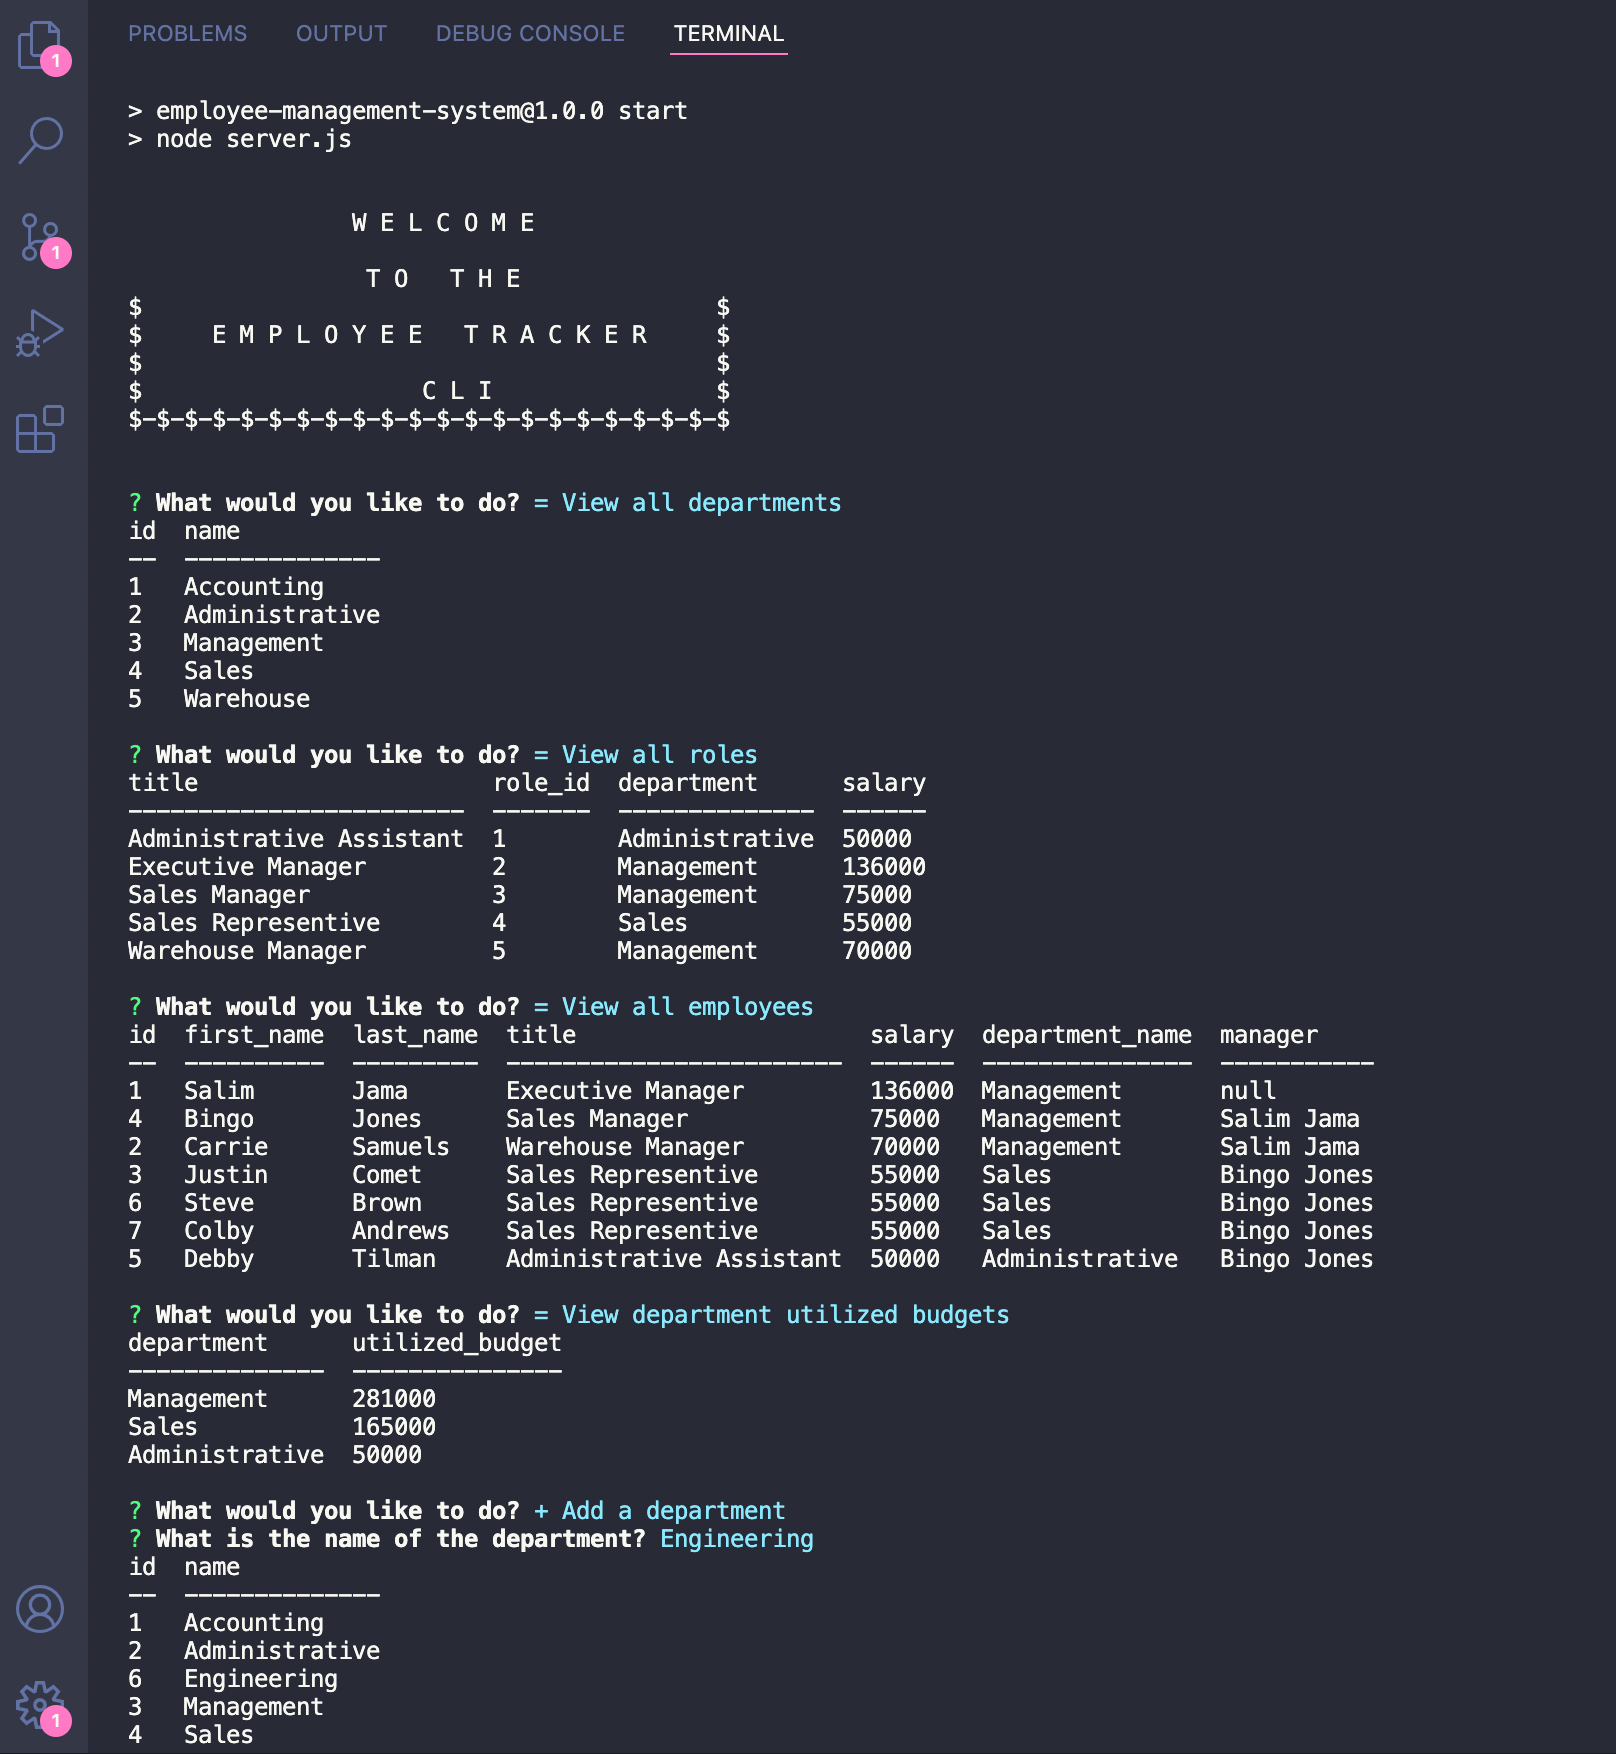 PROBLEMS OUTPUT DEBUG CONSOLE TERMINAL
1
> employee-management-system@1.0.0 start
> node server.js
W E L C O M E
1
T O   T H E
$                                         $
$     E M P L O Y E E   T R A C K E R     $
$                                         $
$                    C L I                $
$-$-$-$-$-$-$-$-$-$-$-$-$-$-$-$-$-$-$-$-$-$
? What would you like to do? = View all departments
id  name
--  --------------
1   Accounting
2   Administrative
3   Management
4   Sales
5   Warehouse
? What would you like to do? = View all roles
title                     role_id  department      salary
------------------------  -------  --------------  ------
Administrative Assistant  1        Administrative  50000
Executive Manager         2        Management      136000
Sales Manager             3        Management      75000
Sales Representive        4        Sales           55000
Warehouse Manager         5        Management      70000
? What would you like to do? = View all employees
id  first_name  last_name  title                     salary  department_name  manager
--  ----------  ---------  ------------------------  ------  ---------------  -----------
1   Salim       Jama       Executive Manager         136000  Management       null
4   Bingo       Jones      Sales Manager             75000   Management       Salim Jama
2   Carrie      Samuels    Warehouse Manager         70000   Management       Salim Jama
3   Justin      Comet      Sales Representive        55000   Sales            Bingo Jones
6   Steve       Brown      Sales Representive        55000   Sales            Bingo Jones
7   Colby       Andrews    Sales Representive        55000   Sales            Bingo Jones
5   Debby       Tilman     Administrative Assistant  50000   Administrative   Bingo Jones
? What would you like to do? = View department utilized budgets
department      utilized_budget
--------------  ---------------
Management      281000
Sales           165000
Administrative  50000
? What would you like to do? + Add a department
? What is the name of the department? Engineering
id  name
--  --------------
1   Accounting
2   Administrative
6   Engineering
3   Management
1
4   Sales